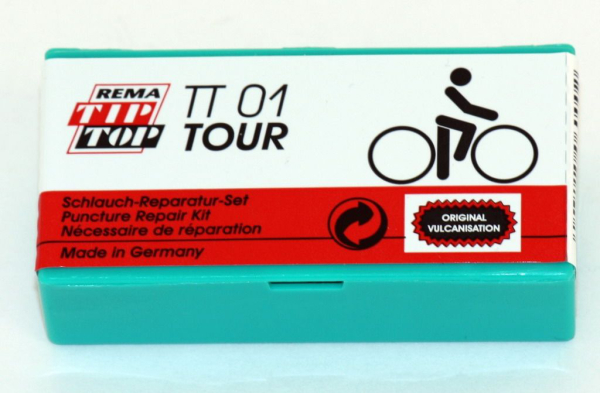 REMA
TIP
TOP
TT 01
TOUR
Schlauch-Reparatur-Set
Puncture Repair Kit
Nécessaire de réparation
Made in Germany
ORIGINAL
VULCANISATION